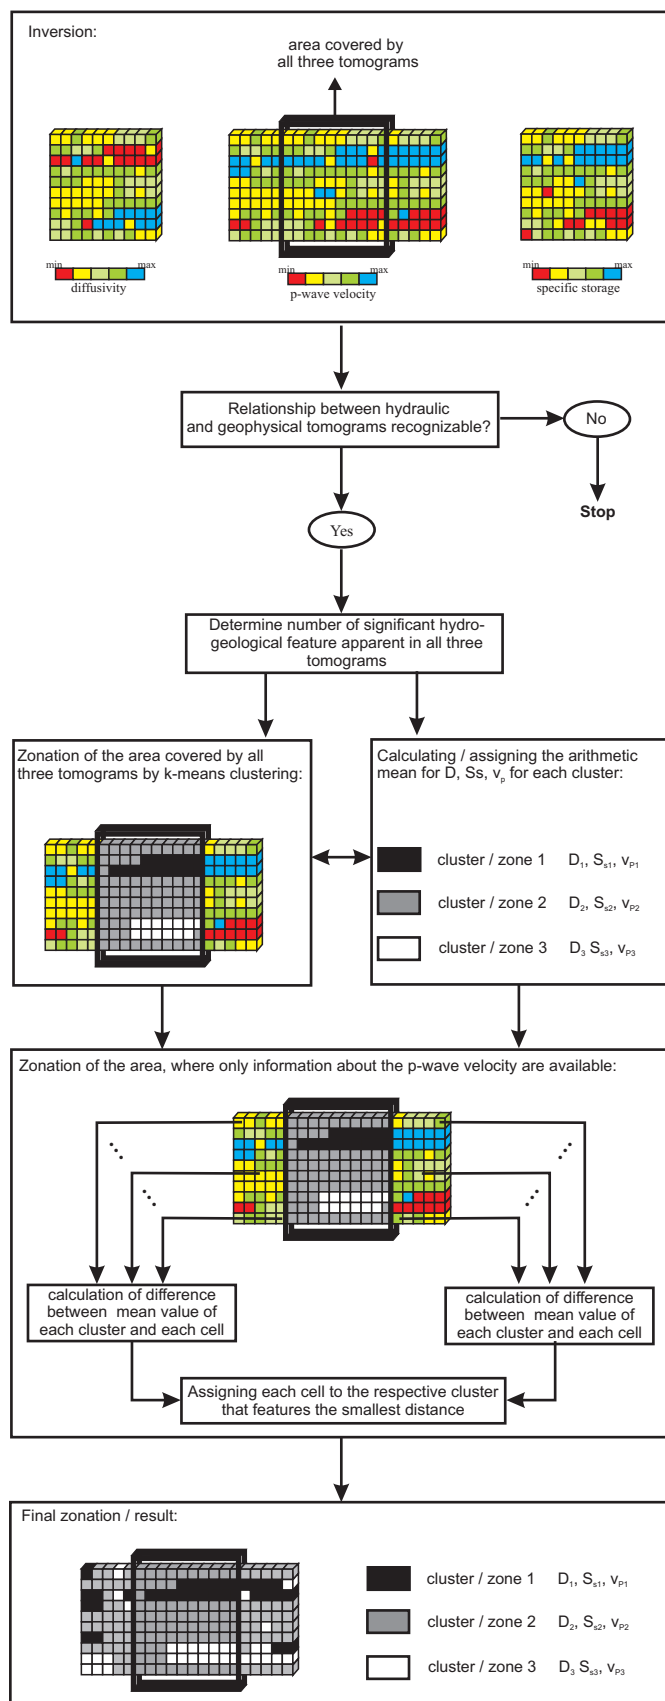 Inversion:
area covered by
all three tomograms
min max
diffusivity
min max
p-wave velocity
min max
specific storage
Relationship between hydraulic
and geophysical tomograms recognizable?
No
Stop
Yes
Determine number of significant hydro-
geological feature apparent in all three
tomograms
Zonation of the area covered by all
three tomograms by k-means clustering:
Calculating / assigning the arithmetic
mean for D, Ss, vp for each cluster:
cluster / zone 1 D1, Ss1, vP1
cluster / zone 2 D2, Ss2, vP2
cluster / zone 3 D3 Ss3, vP3
Zonation of the area, where only information about the p-wave velocity are available:
calculation of difference
between mean value of
each cluster and each cell
calculation of difference
between mean value of
each cluster and each cell
Assigning each cell to the respective cluster
that features the smallest distance
Final zonation / result:
cluster / zone 1 D1, Ss1, vP1
cluster / zone 2 D2, Ss2, vP2
cluster / zone 3 D3 Ss3, vP3